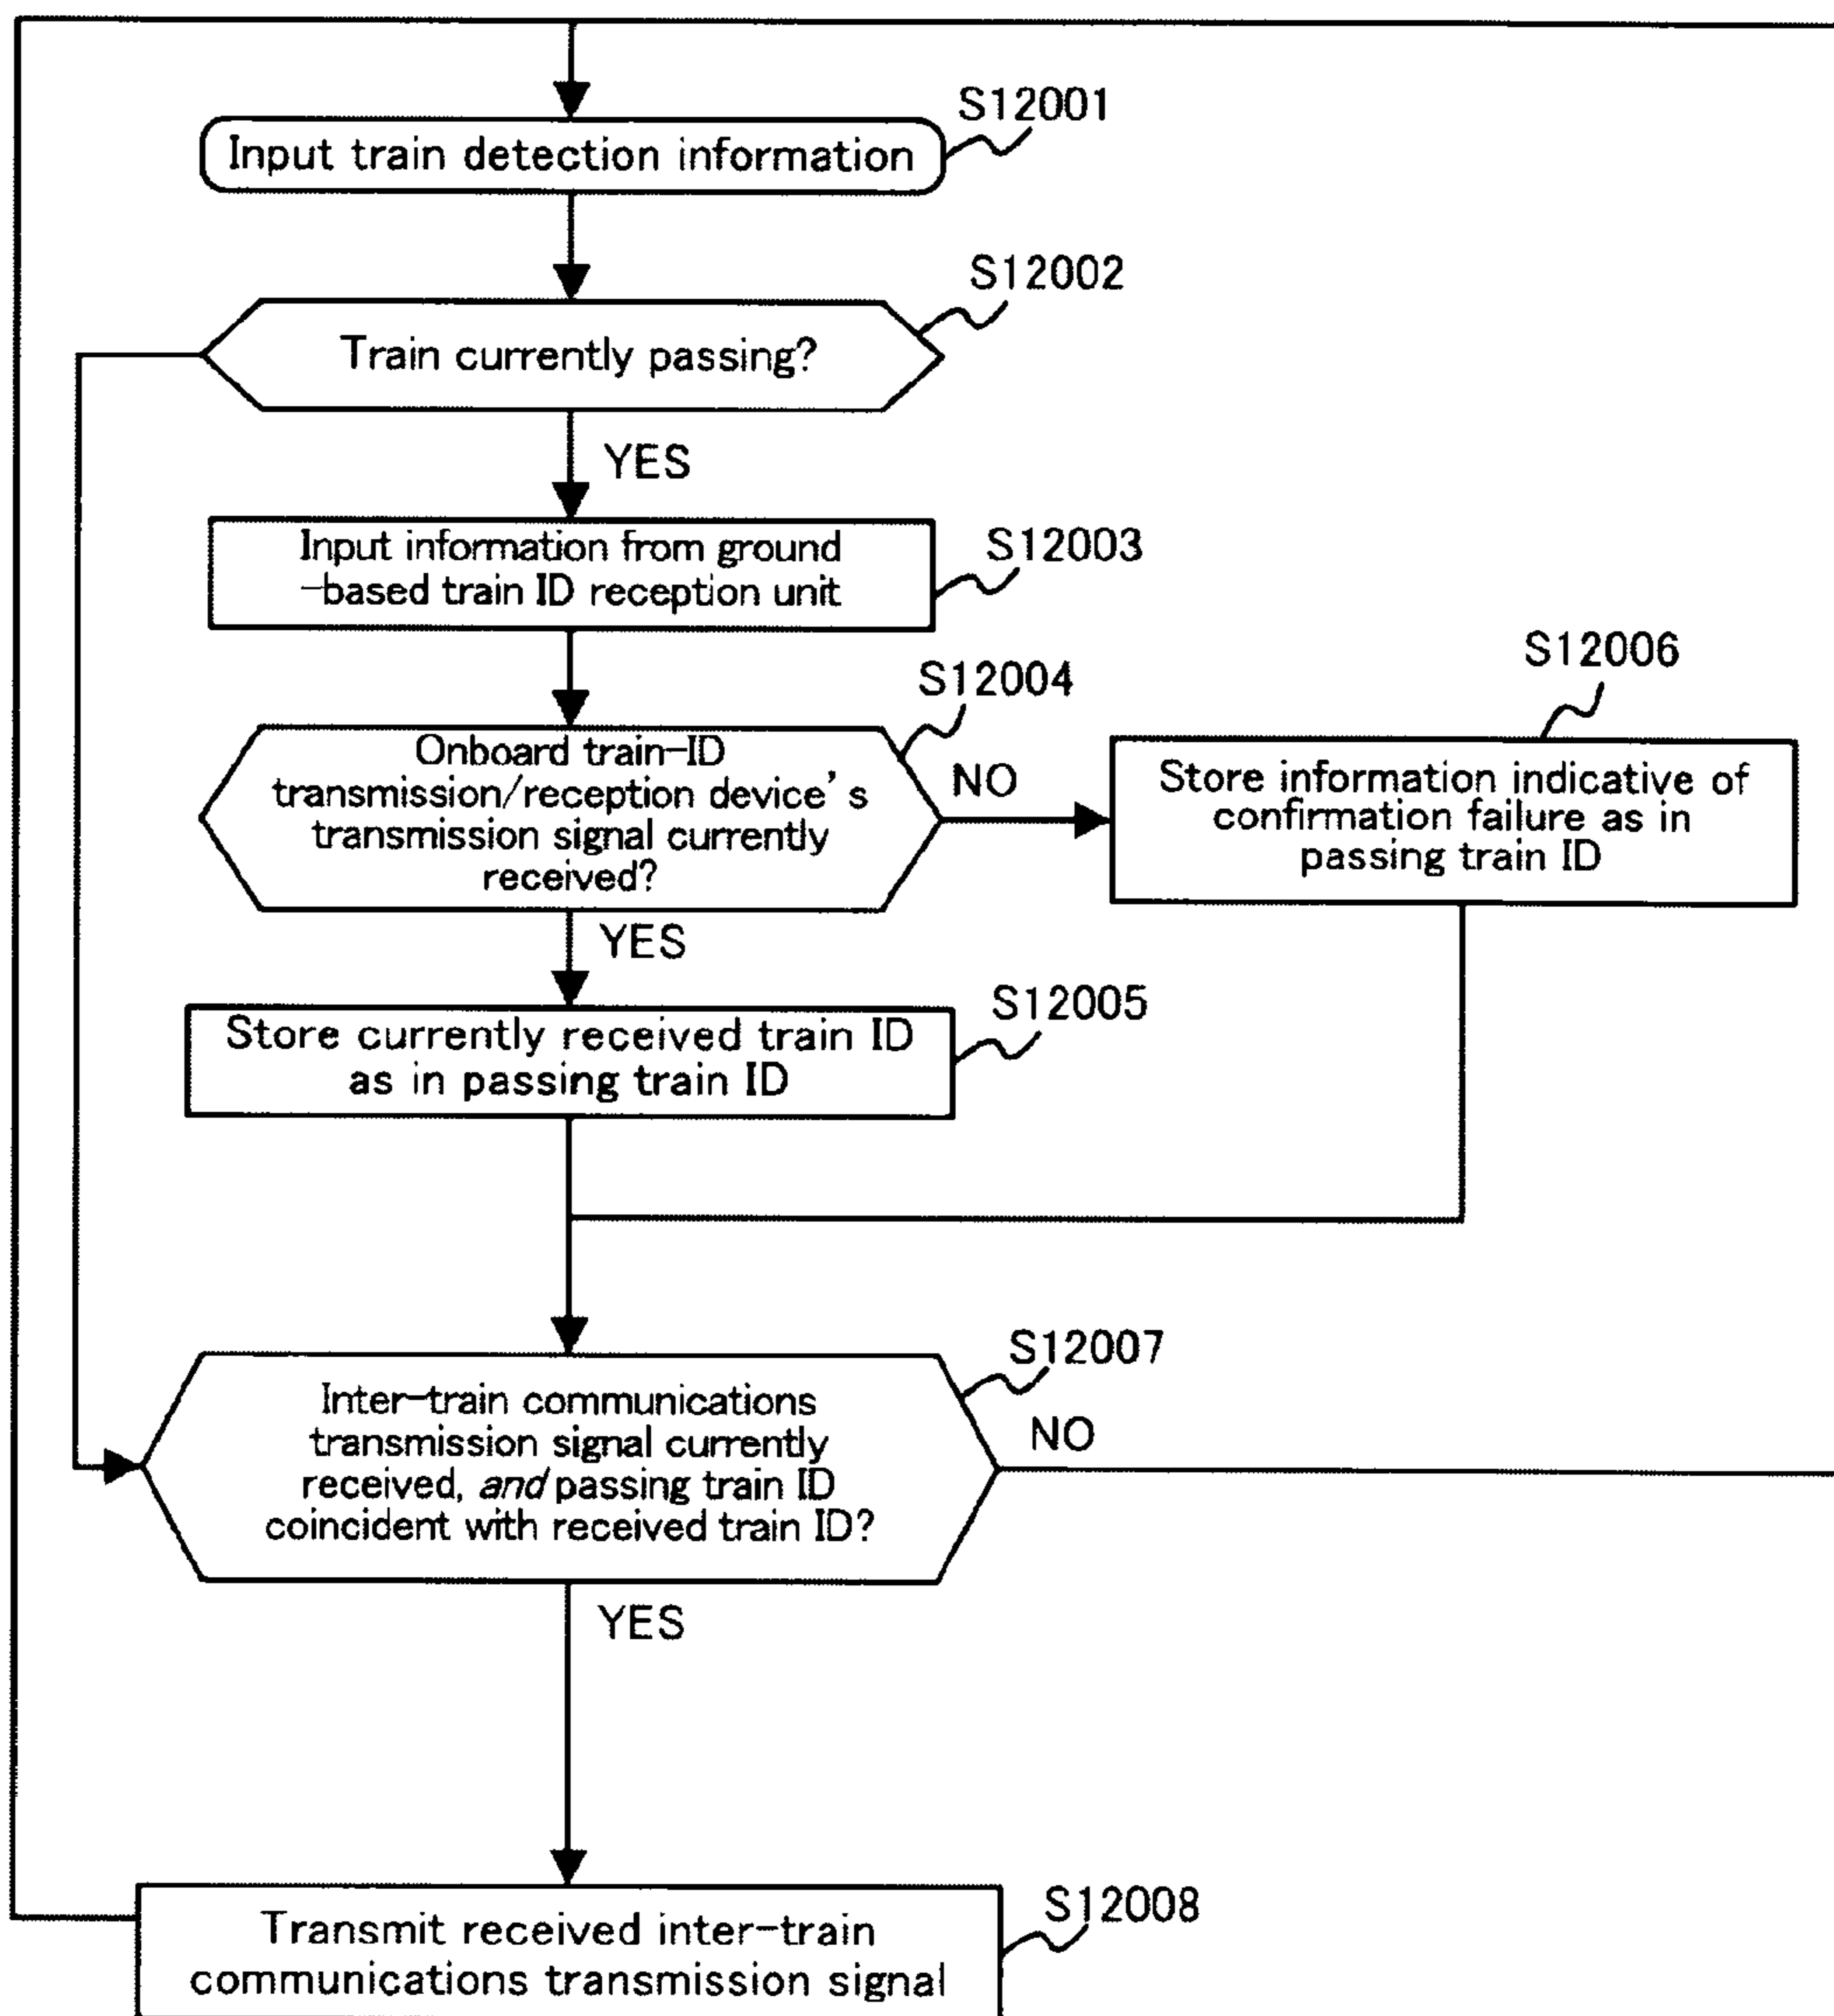 S12001
Input train detection information
S12002
Train currently passing?
YES
Input information from ground
-based train ID reception unit
S12003
S12004
Onboard train-ID
transmission/reception device's
transmission signal currently
received?
NO
S12006
Store information indicative of
confirmation failure as in
passing train ID
YES
S12005
Store currently received train ID
as in passing train ID
S12007
Inter-train communications
transmission signal currently
received, and passing train ID
coincident with received train ID?
NO
YES
S12008
Transmit received inter-train
communications transmission signal